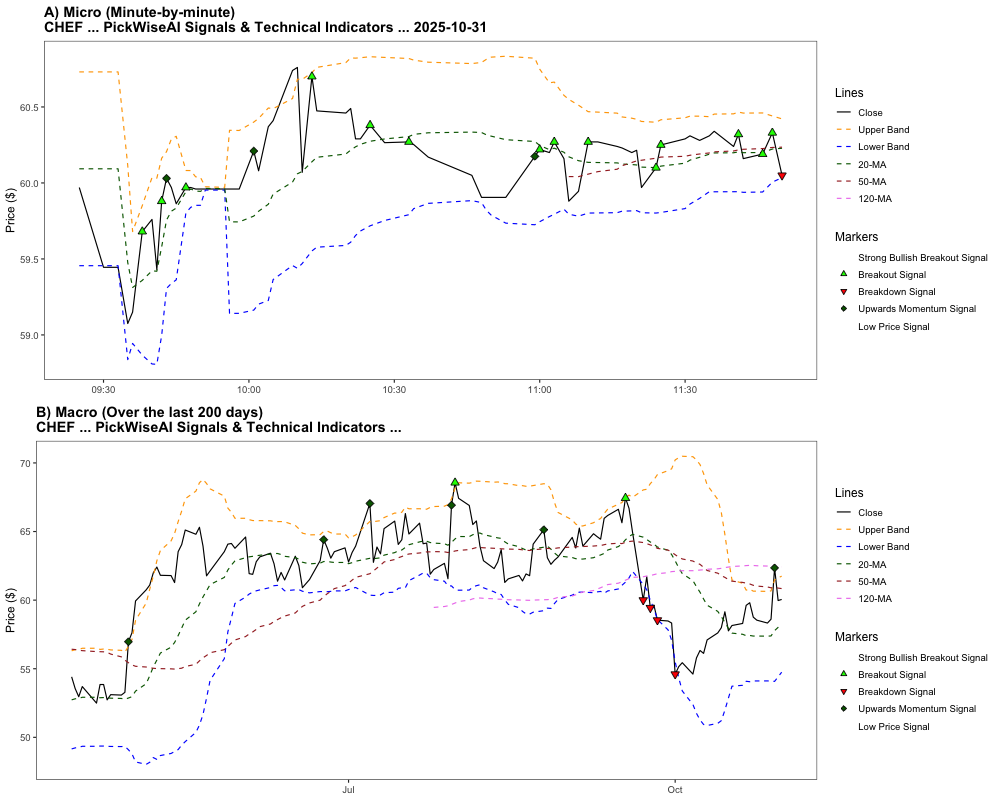 A) Micro (Minute-by-minute)
CHEF ... PickWiseAI Signals & Technical Indicators ... 2025-10-31
Price ($)
60.5
60.0
59.5
59.0
09:30
10:00
10:30
11:00
11:30
Lines
Close
Upper Band
Lower Band
20-MA
50-MA
120-MA
Markers
Strong Bullish Breakout Signal
Breakout Signal
Breakdown Signal
Upwards Momentum Signal
Low Price Signal
B) Macro (Over the last 200 days)
CHEF ... PickWiseAI Signals & Technical Indicators ...
Price ($)
70
65
60
55
50
Jul
Oct
Lines
Close
Upper Band
Lower Band
20-MA
50-MA
120-MA
Markers
Strong Bullish Breakout Signal
Breakout Signal
Breakdown Signal
Upwards Momentum Signal
Low Price Signal